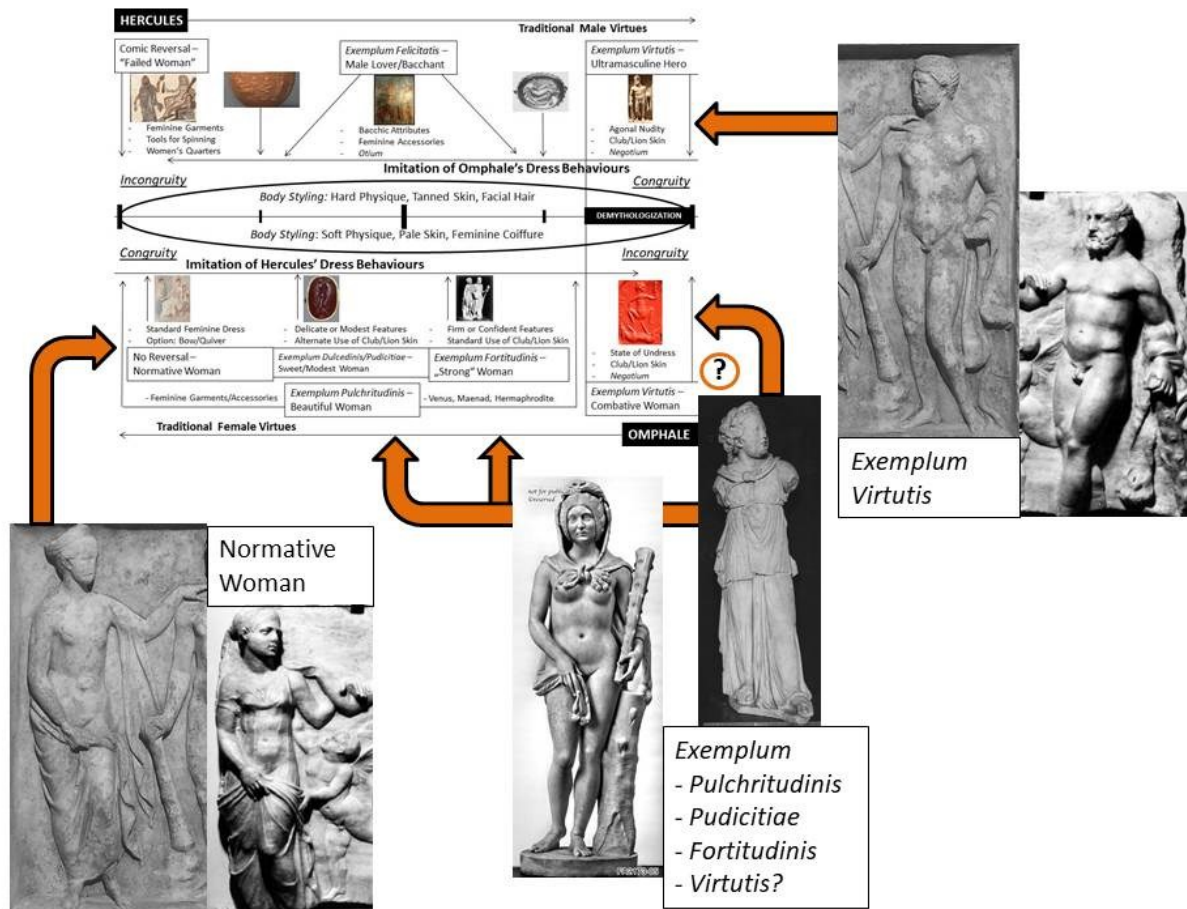 HERCULES
Traditional Male Virtues
Comic Reversal –
"Failed Woman"
Exemplum Felicitatis –
Male Lover/Bacchant
Exemplum Virtutis –
Ultramasculine Hero
- Feminine Garments
- Tools for Spinning
- Women's Quarters
- Bacchic Attributes
- Feminine Accessories
- Otium
- Agonal Nudity
- Club/Lion Skin
- Negotium
Imitation of Omphale's Dress Behaviours
Incongruity
Congruity
Body Styling: Hard Physique, Tanned Skin, Facial Hair
DEMYTHOLOGIZATION
Body Styling: Soft Physique, Pale Skin, Feminine Coiffure
Congruity
Incongruity
Imitation of Hercules' Dress Behaviours
- Standard Feminine Dress
- Option: Bow/Quiver
- Delicate or Modest Features
- Alternate Use of Club/Lion Skin
- Firm or Confident Features
- Standard Use of Club/Lion Skin
- State of Undress
- Club/Lion Skin
- Negotium
No Reversal –
Normative Woman
Exemplum Dulcedinis/Pudicitiae –
Sweet/Modest Woman
Exemplum Fortitudinis –
„Strong" Woman
?
- Feminine Garments/Accessories
Exemplum Pulchritudinis –
Beautiful Woman
- Venus, Maenad, Hermaphrodite
Exemplum Virtutis –
Combative Woman
Traditional Female Virtues
OMPHALE
Exemplum
Virtutis
Normative
Woman
not for
Exemplum
- Pulchritudinis
- Pudicitiae
- Fortitudinis
- Virtutis?